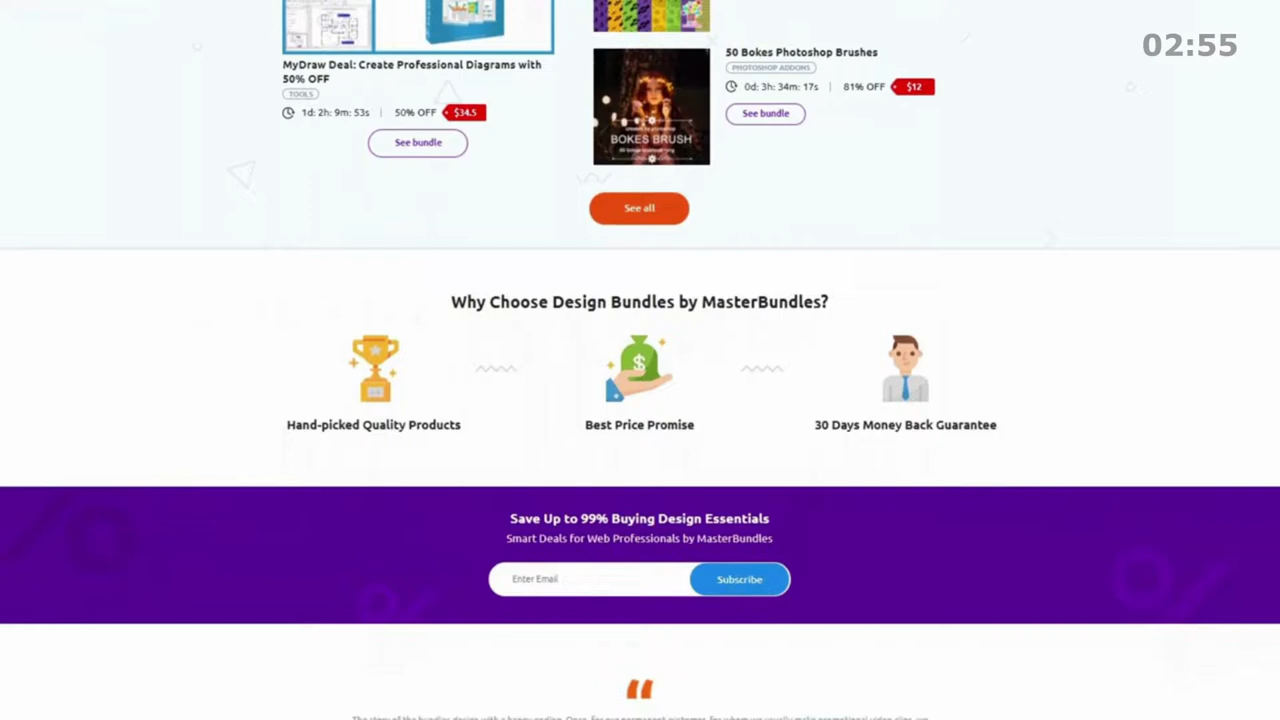 02:55
MyDraw Deal: Create Professional Diagrams with
50% OFF
TOOLS
1d: 2h: 9m: 53s | 50% OFF $34.5
See bundle
50 Bokes Photoshop Brushes
PHOTOSHOP ADDONS
0d: 3h: 34m: 17s | 81% OFF $12
See bundle
BOKES BRUSH
See all
Why Choose Design Bundles by MasterBundles?
Hand-picked Quality Products
Best Price Promise
30 Days Money Back Guarantee
Save Up to 99% Buying Design Essentials
Smart Deals for Web Professionals by MasterBundles
Enter Email
Subscribe